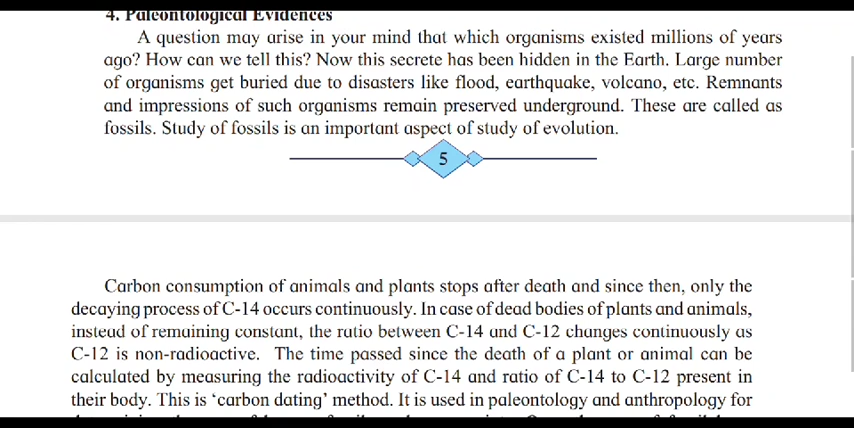 4. Paleontological Evidences
A question may arise in your mind that which organisms existed millions of years
ago? How can we tell this? Now this secrete has been hidden in the Earth. Large number
of organisms get buried due to disasters like flood, earthquake, volcano, etc. Remnants
and impressions of such organisms remain preserved underground. These are called as
fossils. Study of fossils is an important aspect of study of evolution.
5
Carbon consumption of animals and plants stops after death and since then, only the
decaying process of C-14 occurs continuously. In case of dead bodies of plants and animals,
instead of remaining constant, the ratio between C-14 and C-12 changes continuously as
C-12 is non-radioactive. The time passed since the death of a plant or animal can be
calculated by measuring the radioactivity of C-14 and ratio of C-14 to C-12 present in
their body. This is ‘carbon dating’ method. It is used in paleontology and anthropology for